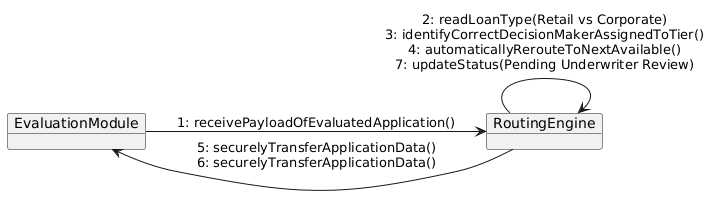 2: readLoanType(Retail vs Corporate)
3: identifyCorrectDecisionMakerAssignedToTier()
4: automaticallyRerouteToNextAvailable()
7: updateStatus(Pending Underwriter Review)
EvaluationModule
1: receivePayloadOfEvaluatedApplication()
RoutingEngine
5: securelyTransferApplicationData()
6: securelyTransferApplicationData()